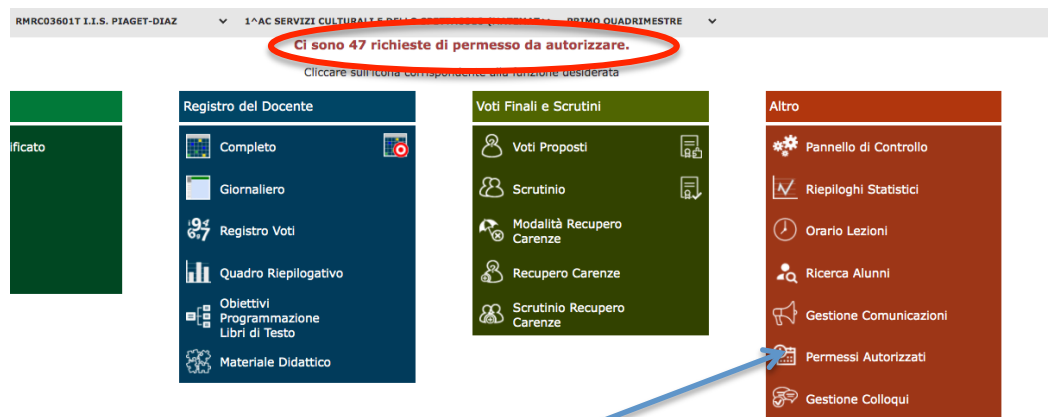 RMRC03601T I.I.S. PIAGET-DIAZ 1^AC SERVIZI CULTURALI E DELLO SPETTACOLO PRIMO QUADRIMESTRE
Ci sono 47 richieste di permesso da autorizzare.
Cliccare sull'icona corrispondente alla funzione desiderata
ificato
Registro del Docente
Completo
Giornaliero
Registro Voti
Quadro Riepilogativo
Obiettivi
Programmazione
Libri di Testo
Materiale Didattico
Voti Finali e Scrutini
Voti Proposti
Scrutinio
Modalità Recupero
Carenze
Recupero Carenze
Scrutinio Recupero
Carenze
Altro
Pannello di Controllo
Riepiloghi Statistici
Orario Lezioni
Ricerca Alunni
Gestione Comunicazioni
Permessi Autorizzati
Gestione Colloqui